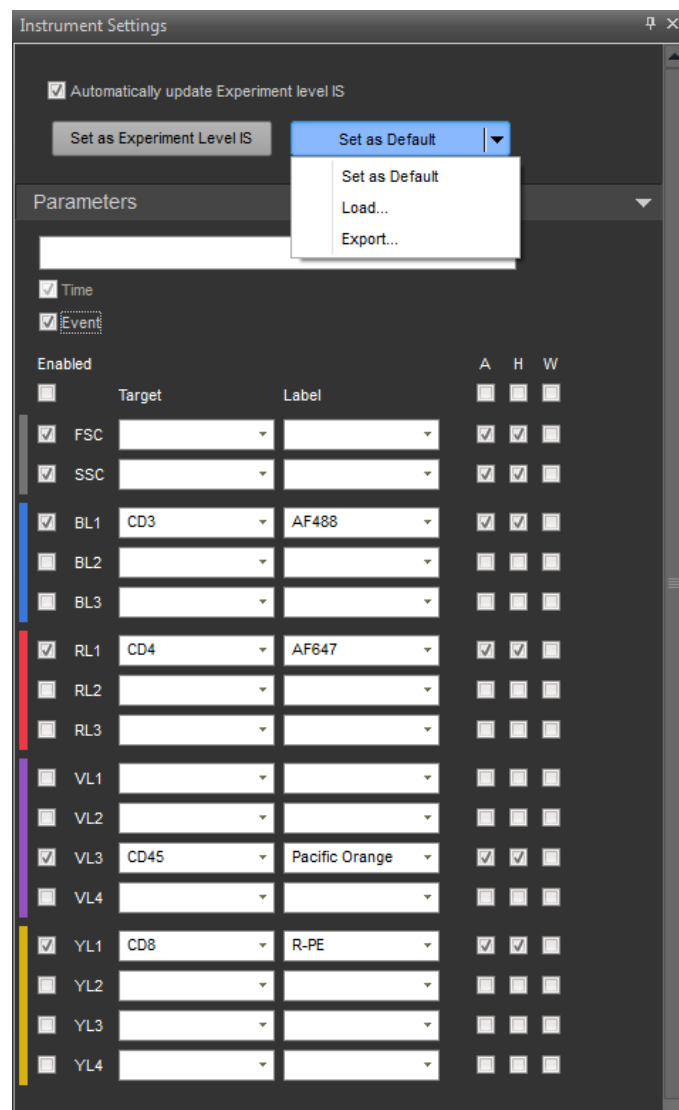 Instrument Settings
Automatically update Experiment level IS
Set as Experiment Level IS Set as Default
Set as Default
Load...
Export...
Parameters
Time
Event
Enabled A H W
Target Label
FSC
SSC
BL1 CD3 AF488
BL2
BL3
RL1 CD4 AF647
RL2
RL3
VL1
VL2
VL3 CD45 Pacific Orange
VL4
YL1 CD8 R-PE
YL2
YL3
YL4